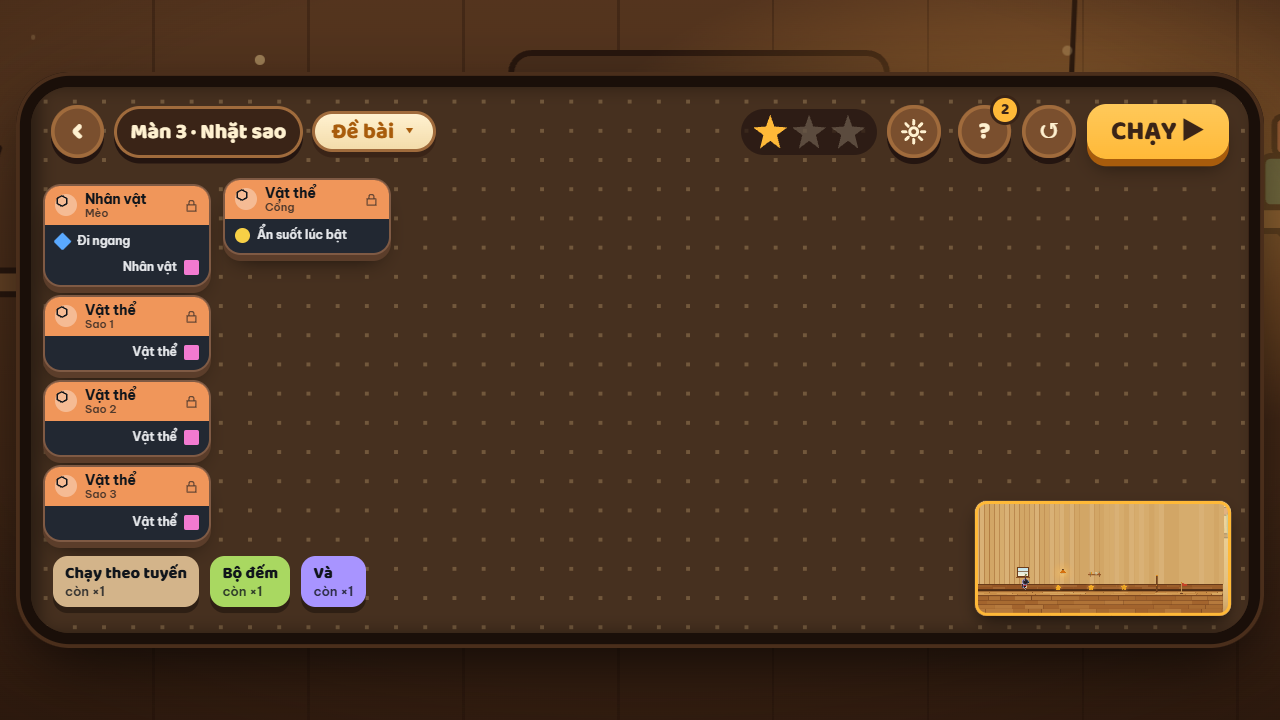 Màn 3 · Nhặt sao
Đề bài
2
?
CHẠY
Nhân vật
Mèo
Đi ngang
Nhân vật
Vật thể
Cổng
Ẩn suốt lúc bật
Vật thể
Sao 1
Vật thể
Vật thể
Sao 2
Vật thể
Vật thể
Sao 3
Vật thể
Chạy theo tuyến
còn ×1
Bộ đếm
còn ×1
Và
còn ×1